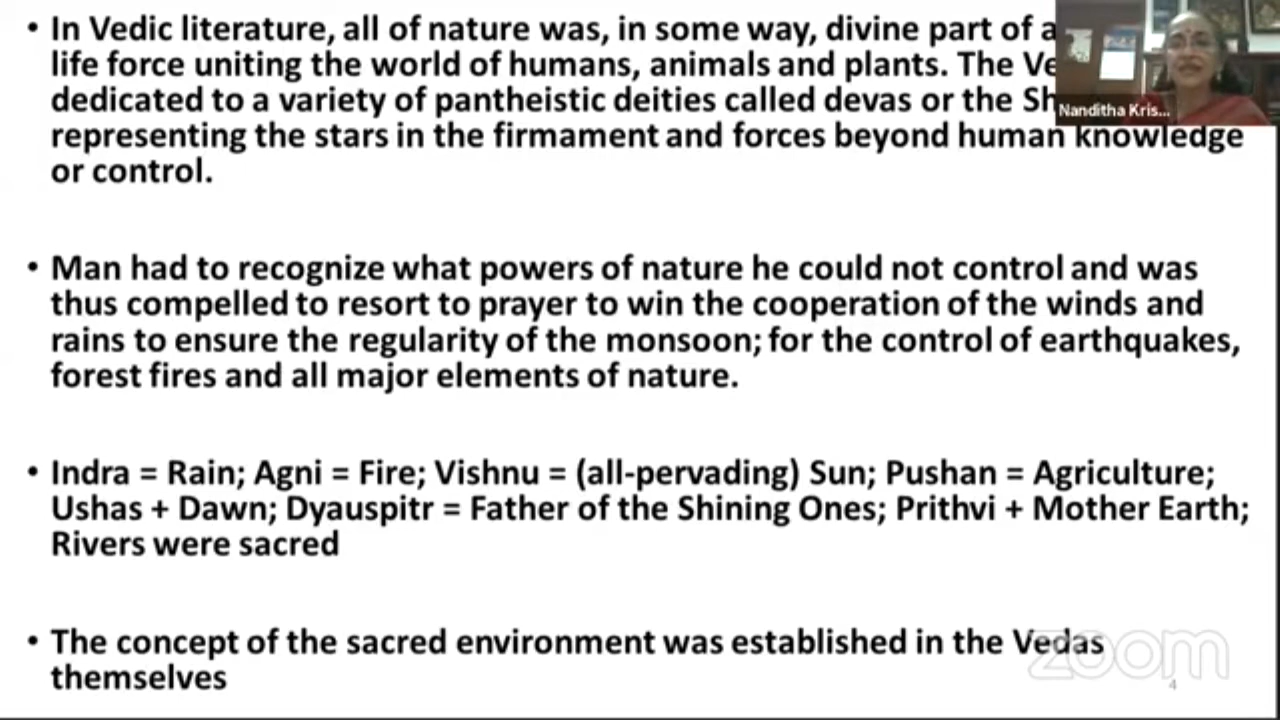 • In Vedic literature, all of nature was, in some way, divine part of a
life force uniting the world of humans, animals and plants. The Ve
dedicated to a variety of pantheistic deities called devas or the Sh
representing the stars in the firmament and forces beyond human knowledge
or control.
• Man had to recognize what powers of nature he could not control and was
thus compelled to resort to prayer to win the cooperation of the winds and
rains to ensure the regularity of the monsoon; for the control of earthquakes,
forest fires and all major elements of nature.
• Indra = Rain; Agni = Fire; Vishnu = (all-pervading) Sun; Pushan = Agriculture;
Ushas + Dawn; Dyauspitr = Father of the Shining Ones; Prithvi + Mother Earth;
Rivers were sacred
• The concept of the sacred environment was established in the Vedas
themselves
Nanditha Kris...
zoom
4